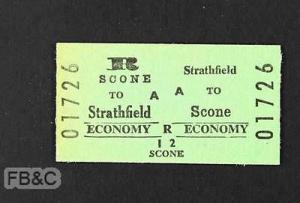 R
SCONE Strathfield
TO A A TO
Strathfield Scone
ECONOMY R ECONOMY
1 2
SCONE
01726
01726
FB&C